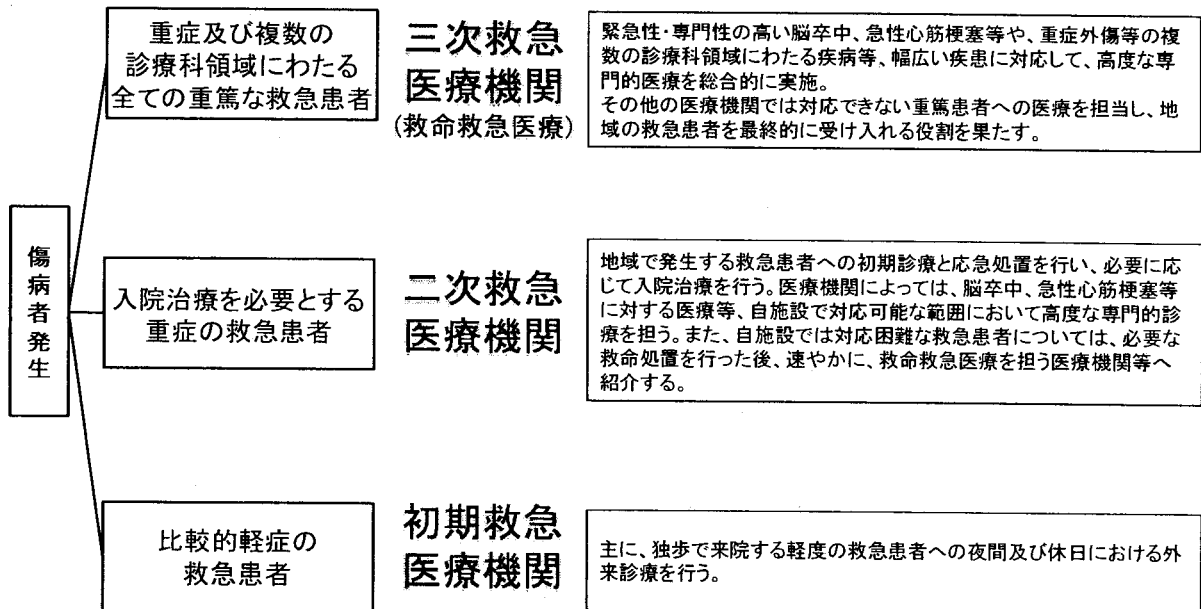 傷病者発生
重症及び複数の
診療科領域にわたる
全ての重篤な救急患者
三次救急
医療機関
(救命救急医療)
緊急性・専門性の高い脳卒中、急性心筋梗塞等や、重症外傷等の複
数の診療科領域にわたる疾病等、幅広い疾患に対応して、高度な専
門的医療を総合的に実施。
その他の医療機関では対応できない重篤患者への医療を担当し、地
域の救急患者を最終的に受け入れる役割を果たす。
入院治療を必要とする
重症の救急患者
二次救急
医療機関
地域で発生する救急患者への初期診療と応急処置を行い、必要に応
じて入院治療を行う。医療機関によっては、脳卒中、急性心筋梗塞等
に対する医療等、自施設で対応可能な範囲において高度な専門的診
療を担う。また、自施設では対応困難な救急患者については、必要な
救命処置を行った後、速やかに、救命救急医療を担う医療機関等へ
紹介する。
比較的軽症の
救急患者
初期救急
医療機関
主に、独歩で来院する軽度の救急患者への夜間及び休日における外
来診療を行う。